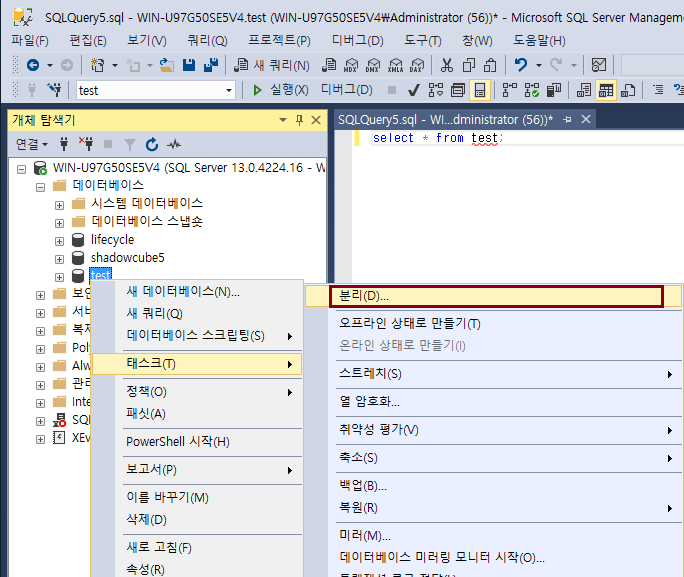 SQLQuery5.sql - WIN-U97G50SE5V4.test (WIN-U97G50SE5V4₩Administrator (56))* - Microsoft SQL Server Managem
파일(F) 편집(E) 보기(V) 쿼리(Q) 프로젝트(P) 디버그(D) 도구(T) 창(W) 도움말(H)
새 쿼리(N) MDX DMX XMLA DAX
test 실행(X) 디버그(D)
개체 탐색기
SQLQuery5.sql - WI...dministrator (56))*
연결
select * from test;
WIN-U97G50SE5V4 (SQL Server 13.0.4224.16 - W
데이터베이스
시스템 데이터베이스
데이터베이스 스냅숏
lifecycle
shadowcube5
test
보안
서버
복제
Poly
Alw
관리
Inte
SQL
XEv
새 데이터베이스(N)...
새 쿼리(Q)
데이터베이스 스크립팅(S)
태스크(T)
정책(O)
패싯(A)
PowerShell 시작(H)
보고서(P)
이름 바꾸기(M)
삭제(D)
새로 고침(F)
속성(R)
분리(D)...
오프라인 상태로 만들기(T)
온라인 상태로 만들기(I)
스트레치(S)
열 암호화...
취약성 평가(V)
축소(S)
백업(B)...
복원(R)
미러(M)...
데이터베이스 미러링 모니터 시작(O)...